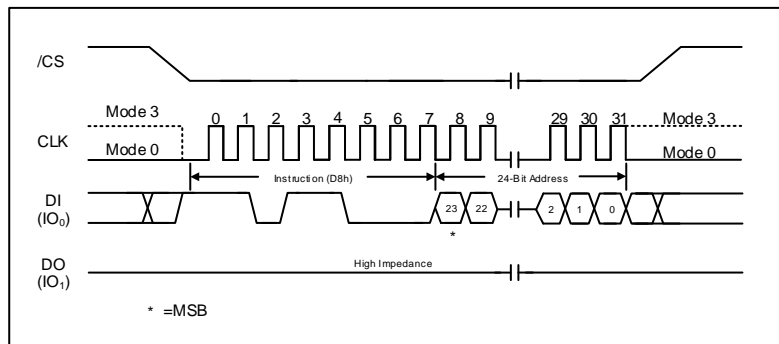 /CS
Mode 3
CLK
Mode 0
0 1 2 3 4 5 6 7 8 9 29 30 31
Mode 3
Mode 0
Instruction (D8h)
24-Bit Address
DI
(IO0)
23 22 2 1 0
*
DO
(IO1)
High Impedance
* =MSB